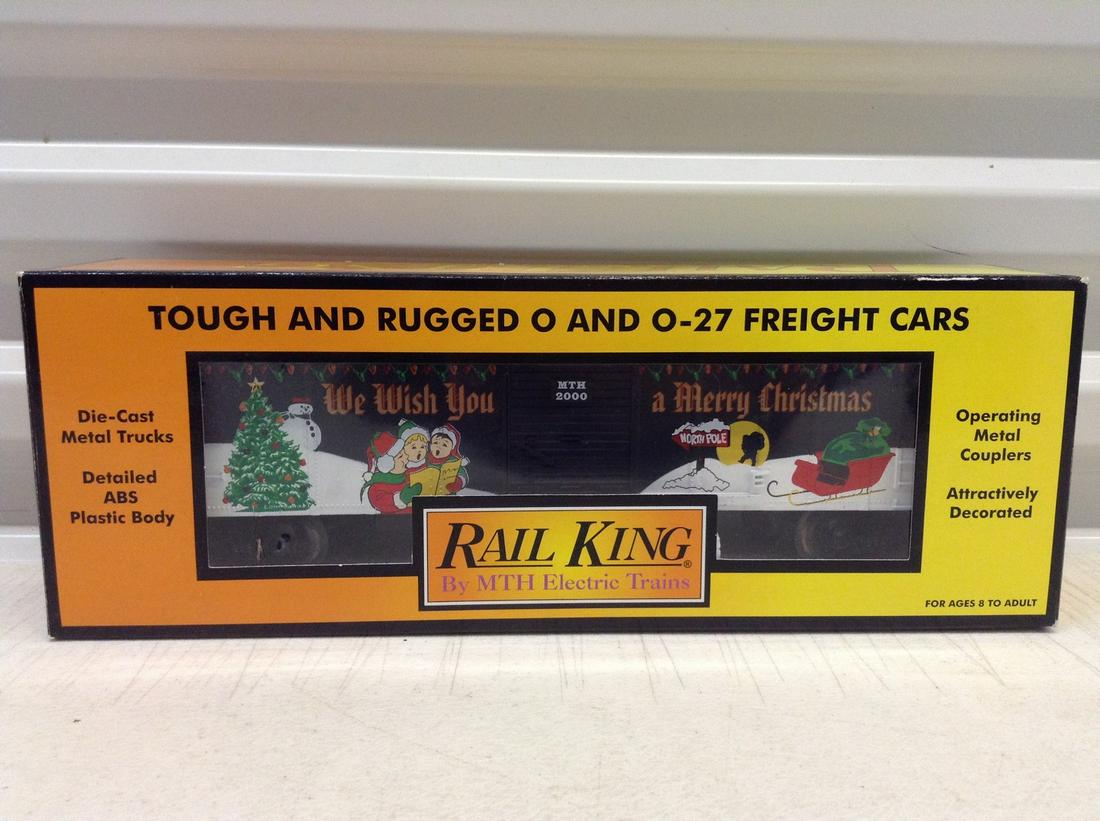 TOUGH AND RUGGED O AND O-27 FREIGHT CARS
Die-Cast
Metal Trucks
Detailed
ABS
Plastic Body
We Wish You
MTH
2000
a Merry Christmas
NORTH POLE
Operating
Metal
Couplers
Attractively
Decorated
RAIL KING®
By MTH Electric Trains
FOR AGES 8 TO ADULT